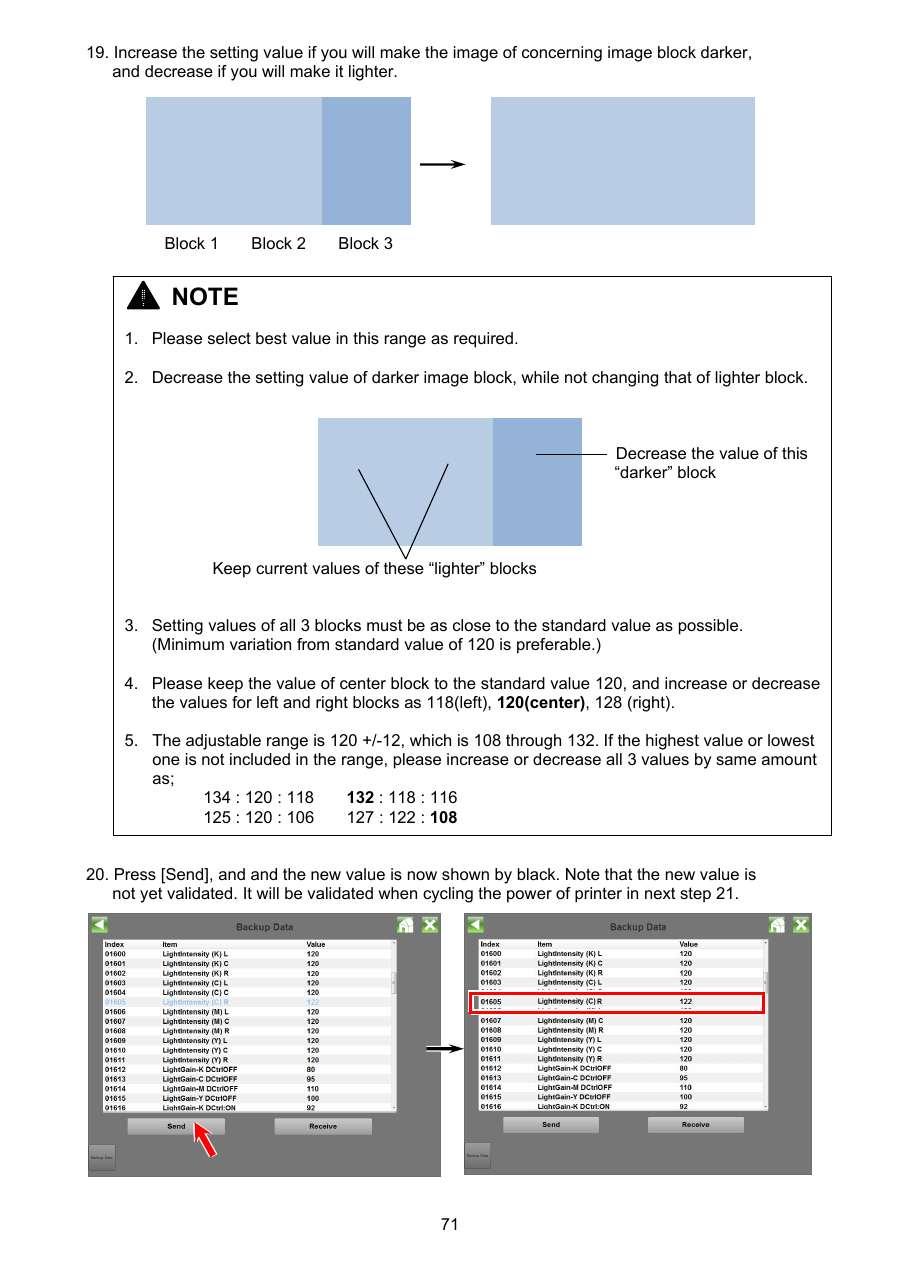 19. Increase the setting value if you will make the image of concerning image block darker,
and decrease if you will make it lighter.
Block 1 Block 2 Block 3
NOTE
1. Please select best value in this range as required.
2. Decrease the setting value of darker image block, while not changing that of lighter block.
Decrease the value of this
“darker” block
Keep current values of these “lighter” blocks
3. Setting values of all 3 blocks must be as close to the standard value as possible.
(Minimum variation from standard value of 120 is preferable.)
4. Please keep the value of center block to the standard value 120, and increase or decrease
the values for left and right blocks as 118(left), 120(center), 128 (right).
5. The adjustable range is 120 +/-12, which is 108 through 132. If the highest value or lowest
one is not included in the range, please increase or decrease all 3 values by same amount
as;
134 : 120 : 118 132 : 118 : 116
125 : 120 : 106 127 : 122 : 108
20. Press [Send], and and the new value is now shown by black. Note that the new value is
not yet validated. It will be validated when cycling the power of printer in next step 21.
Backup Data
Index Item Value
01600 LightIntensity (K) L 120
01601 LightIntensity (K) C 120
01602 LightIntensity (K) R 120
01603 LightIntensity (C) L 120
01604 LightIntensity (C) C 120
01605 LightIntensity (C) R 122
01606 LightIntensity (M) L 120
01607 LightIntensity (M) C 120
01608 LightIntensity (M) R 120
01609 LightIntensity (Y) L 120
01610 LightIntensity (Y) C 120
01611 LightIntensity (Y) R 120
01612 LightGain-K DCtrlOFF 80
01613 LightGain-C DCtrlOFF 95
01614 LightGain-M DCtrlOFF 110
01615 LightGain-Y DCtrlOFF 100
01616 LightGain-K DCtrl:ON 92
Send Receive
Backup Data
Backup Data
Index Item Value
01600 LightIntensity (K) L 120
01601 LightIntensity (K) C 120
01602 LightIntensity (K) R 120
01603 LightIntensity (C) L 120
01605 LightIntensity (C) R 122
01607 LightIntensity (M) C 120
01608 LightIntensity (M) R 120
01609 LightIntensity (Y) L 120
01610 LightIntensity (Y) C 120
01611 LightIntensity (Y) R 120
01612 LightGain-K DCtrlOFF 80
01613 LightGain-C DCtrlOFF 95
01614 LightGain-M DCtrlOFF 110
01615 LightGain-Y DCtrlOFF 100
01616 LightGain-K DCtrl:ON 92
Send Receive
Backup Data
71